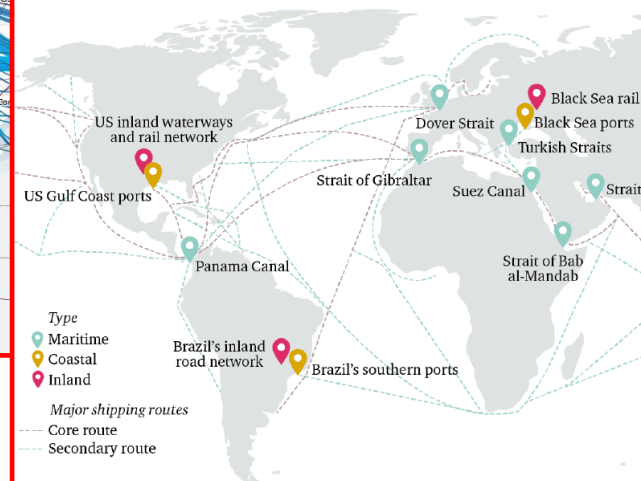 US inland waterways
and rail network
US Gulf Coast ports
Panama Canal
Dover Strait
Strait of Gibraltar
Black Sea rail
Black Sea ports
Turkish Straits
Suez Canal
Strait
Strait of Bab
al-Mandab
Brazil's inland
road network
Brazil's southern ports
Type
Maritime
Coastal
Inland
Major shipping routes
Core route
Secondary route